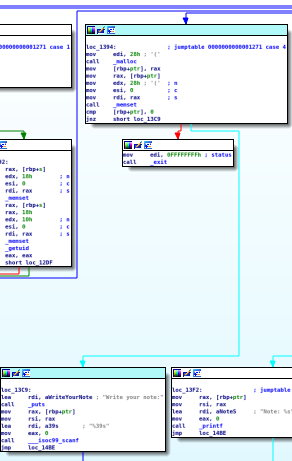 000000000001271 case 1
loc_1394: ; jumptable 0000000000001271 case 4
mov edi, 28h ; '('
call _malloc
mov [rbp+ptr], rax
mov rax, [rbp+ptr]
mov edx, 28h ; '(' ; n
mov esi, 0 ; c
mov rdi, rax ; s
call _memset
cmp [rbp+ptr], 0
jnz short loc_13C9
mov edi, 0FFFFFFFFh ; status
call _exit
92:
rax, [rbp+s]
edx, 18h ; n
esi, 0 ; c
rdi, rax ; s
_memset
rax, [rbp+s]
rax, 18h
edx, 10h ; n
esi, 0 ; c
rdi, rax ; s
_memset
_getuid
eax, eax
short loc_12DF
loc_13C9:
lea rdi, aWriteYourNote ; "Write your note:"
call _puts
mov rax, [rbp+ptr]
mov rsi, rax
lea rdi, a39s ; "%39s"
mov eax, 0
call ___isoc99_scanf
jmp loc_14BE
loc_13F2: ; jumptable
mov rax, [rbp+ptr]
mov rsi, rax
lea rdi, aNoteS ; "Note: %s
mov eax, 0
call _printf
jmp loc_14BE